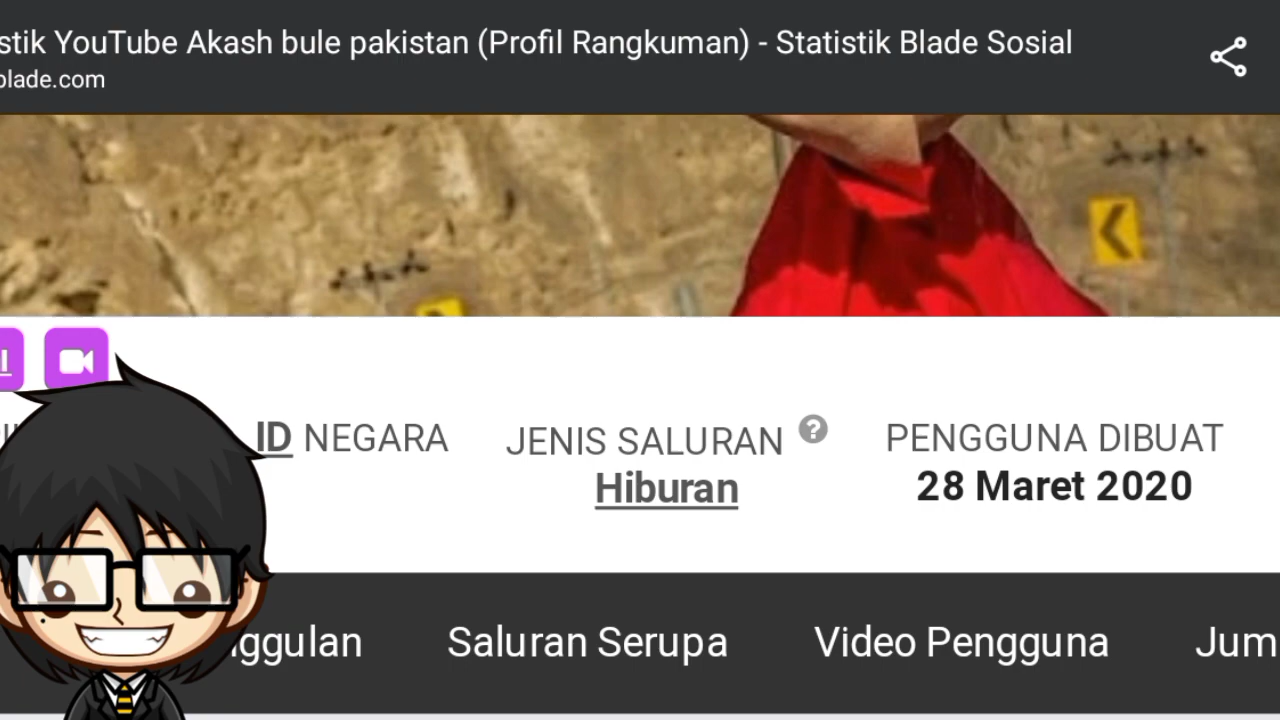 stik YouTube Akash bule pakistan (Profil Rangkuman) - Statistik Blade Sosial
blade.com
ID NEGARA
JENIS SALURAN ?
Hiburan
PENGGUNA DIBUAT
28 Maret 2020
ggulan Saluran Serupa Video Pengguna Jum